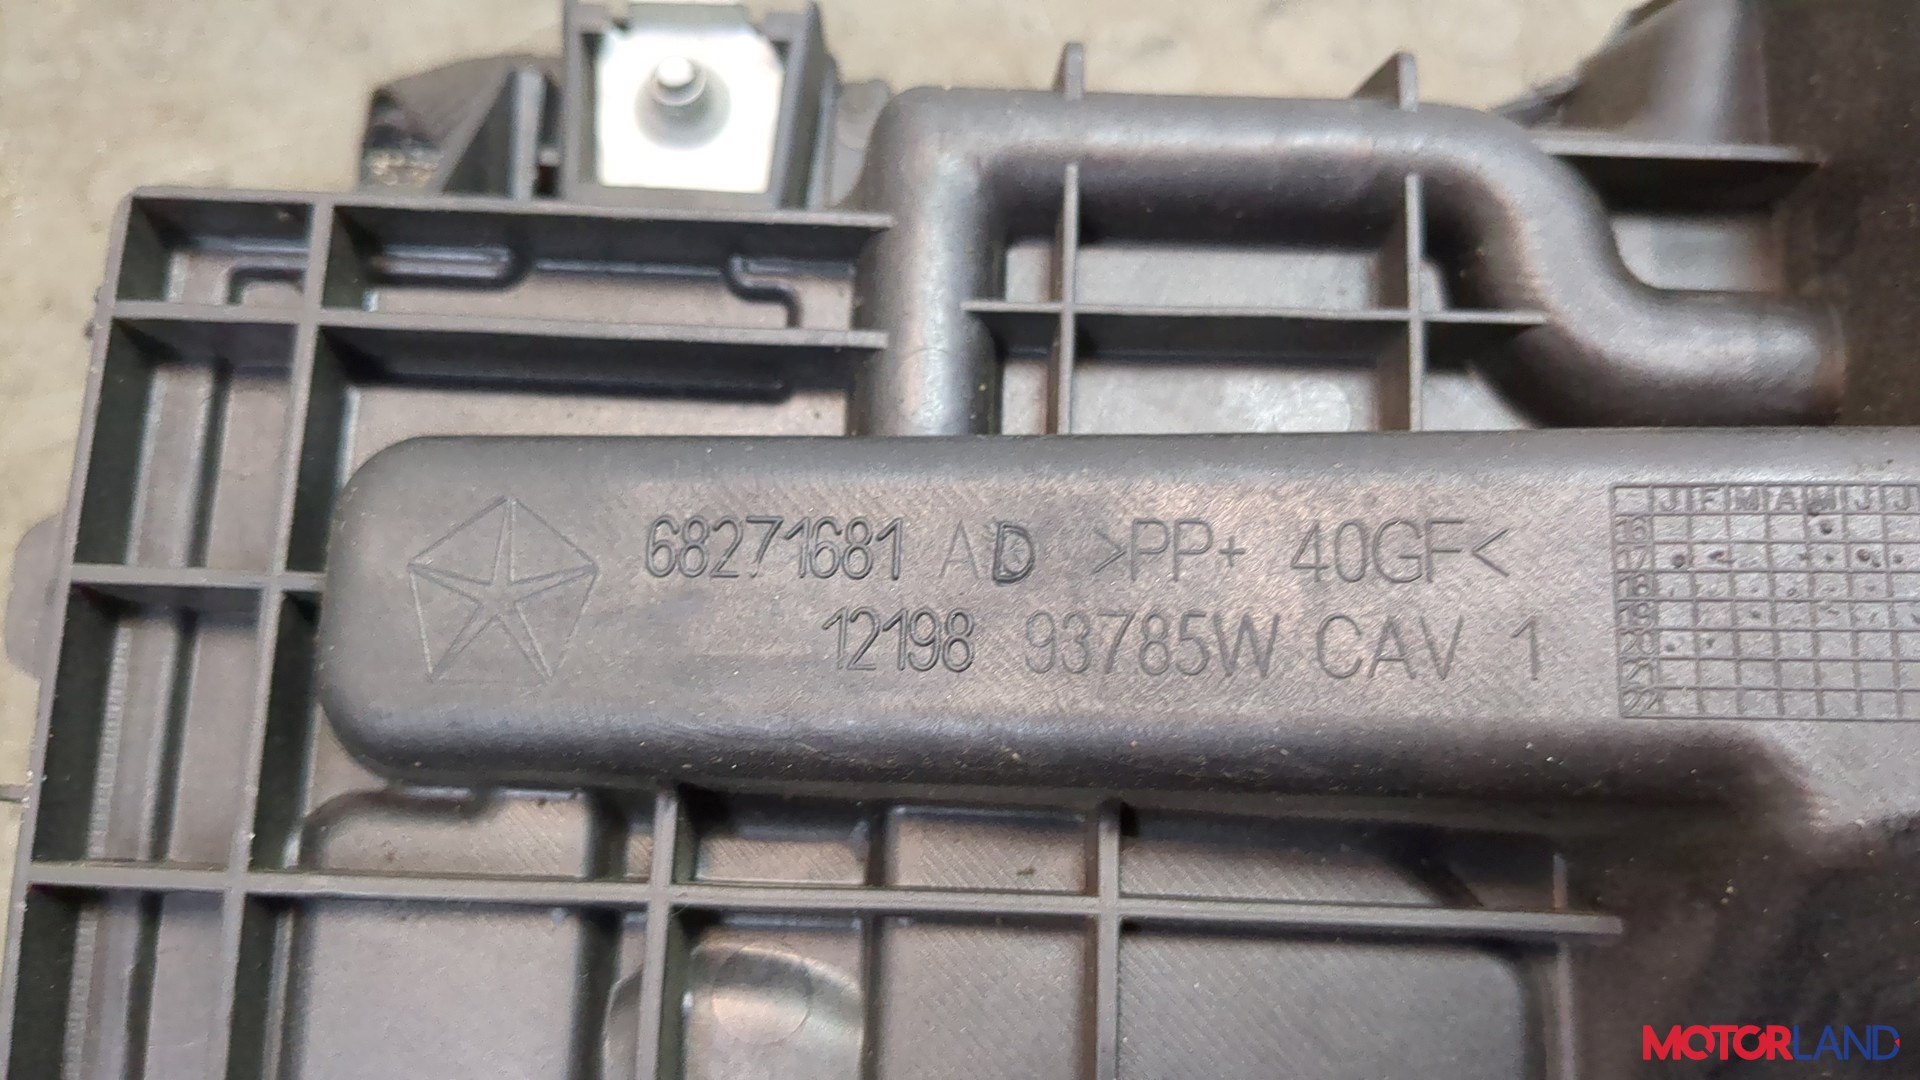 68271681 AD >PP+ 40GF<
12198 93785W CAV 1
J F M A M J J
16
17
18
19
20
21
22
MOTORLAND